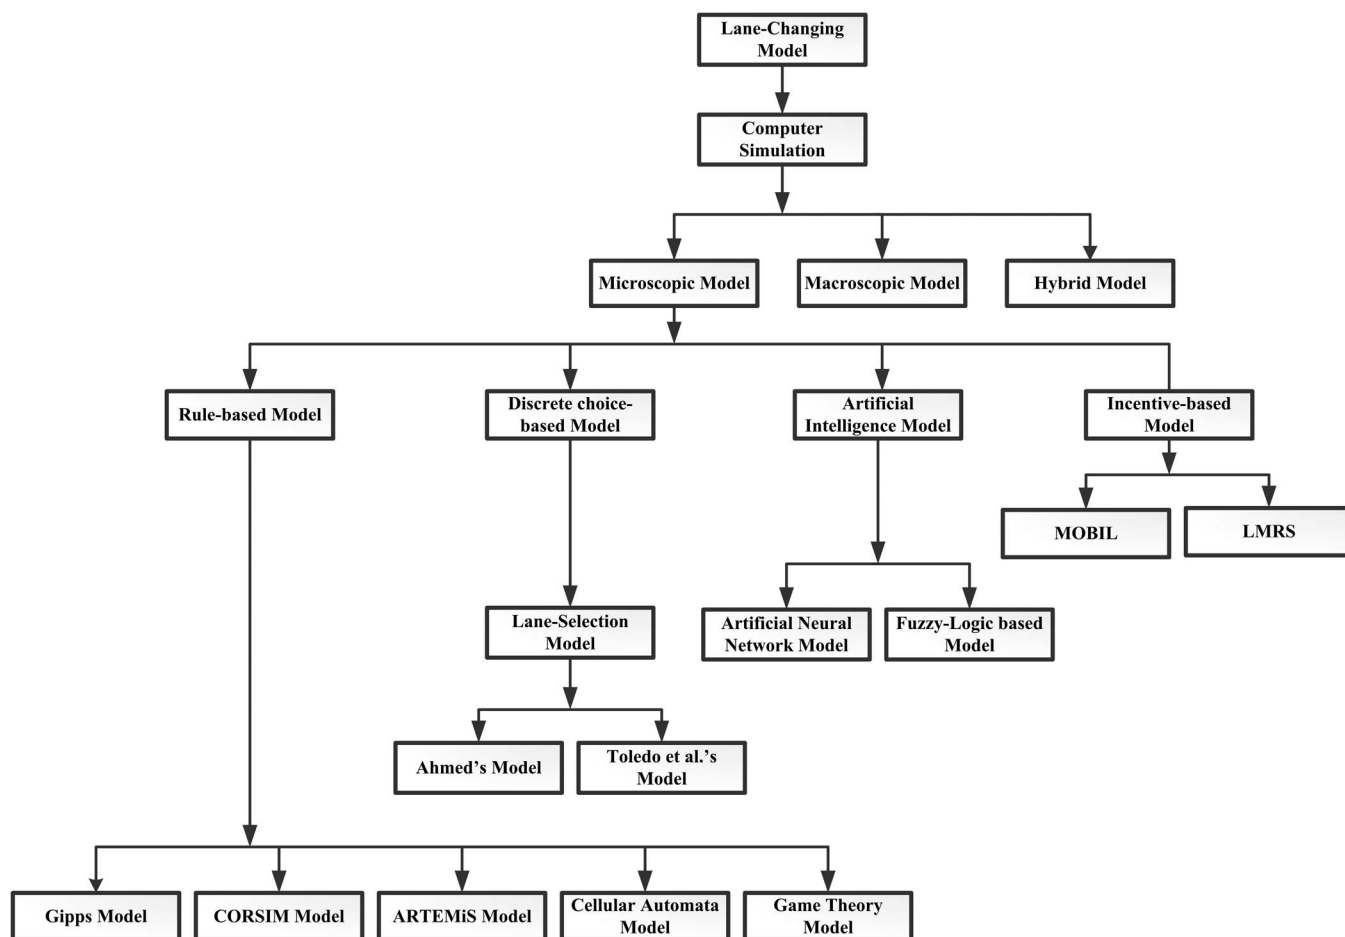 Lane-Changing
Model
Computer
Simulation
Microscopic Model
Macroscopic Model
Hybrid Model
Rule-based Model
Discrete choice-
based Model
Artificial
Intelligence Model
Incentive-based
Model
MOBIL
LMRS
Lane-Selection
Model
Artificial Neural
Network Model
Fuzzy-Logic based
Model
Ahmed's Model
Toledo et al.'s
Model
Gipps Model
CORSIM Model
ARTEMiS Model
Cellular Automata
Model
Game Theory
Model